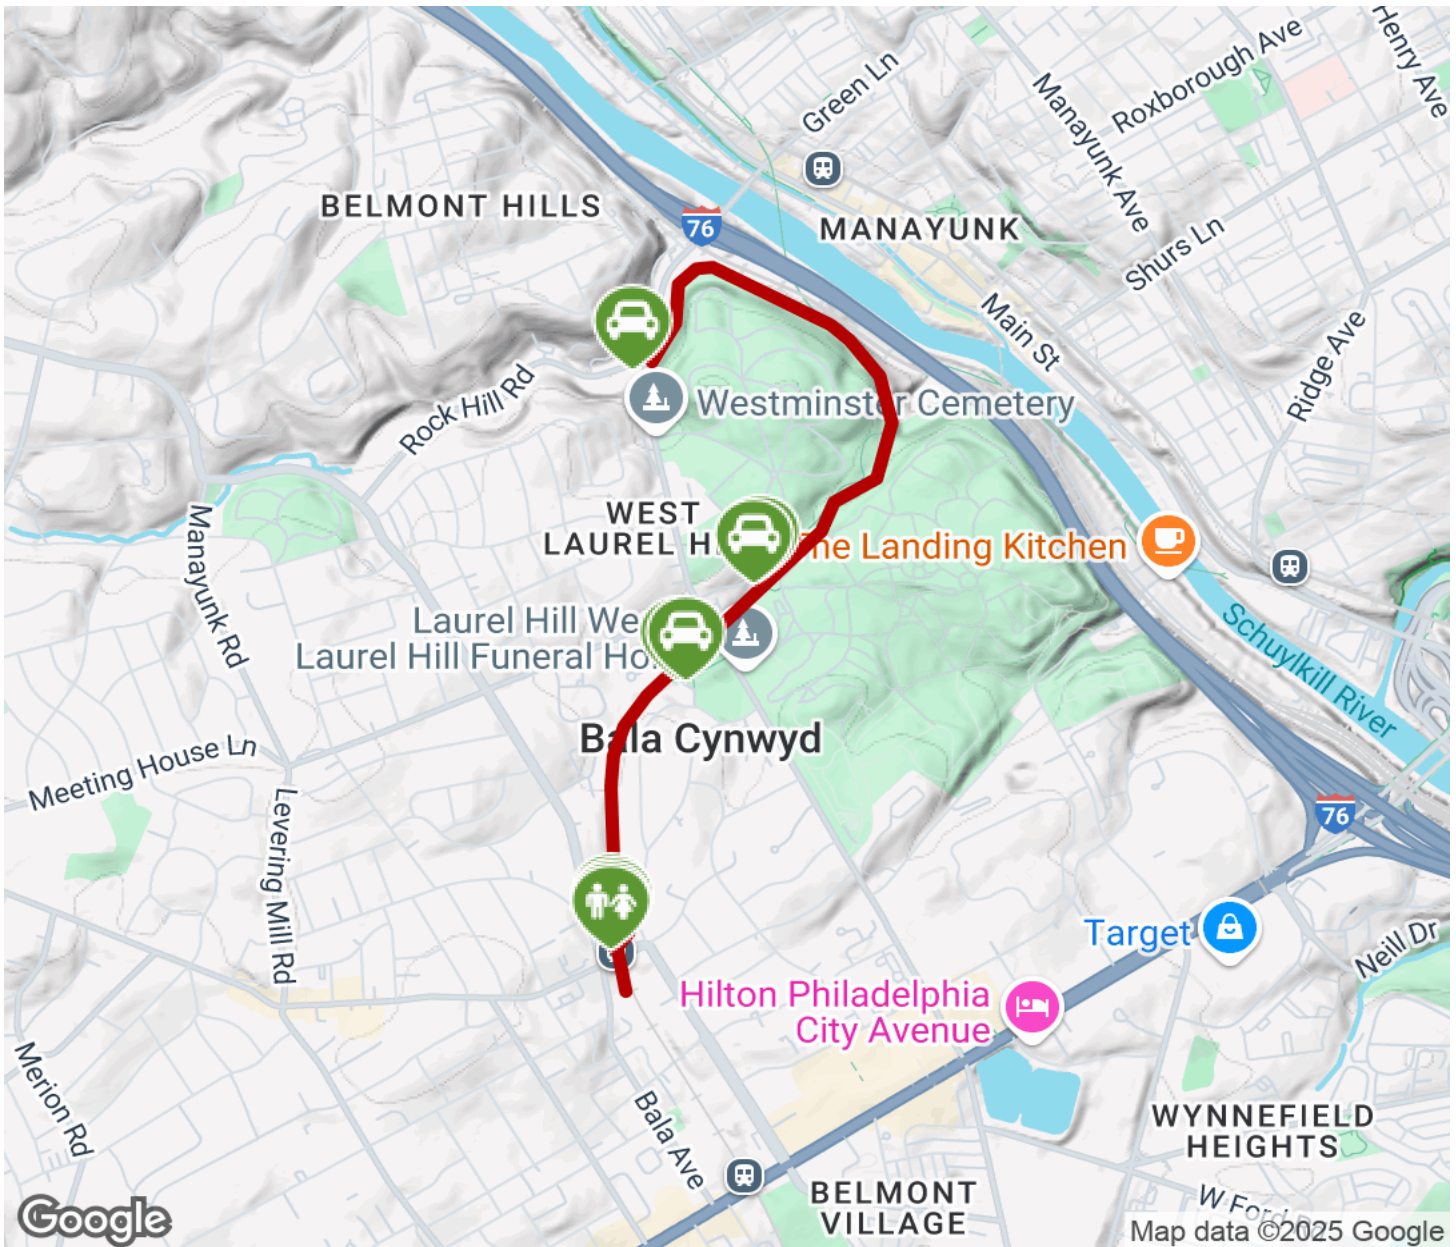 Henry Ave
Roxborough Ave
Green Ln
Manayunk Ave
BELMONT HILLS
76
MANAYUNK
Shurs Ln
Main St
Ridge Ave
Rock Hill Rd
Westminster Cemetery
WEST
LAUREL H
The Landing Kitchen
Manayunk Rd
Laurel Hill We
Laurel Hill Funeral Ho
Schuylkill River
Bala Cynwyd
Meeting House Ln
Levering Mill Rd
76
Target
Neill Dr
Hilton Philadelphia
City Avenue
Merion Rd
Bala Ave
WYNNEFIELD
HEIGHTS
BELMONT
VILLAGE
W Ford
Google
Map data ©2025 Google